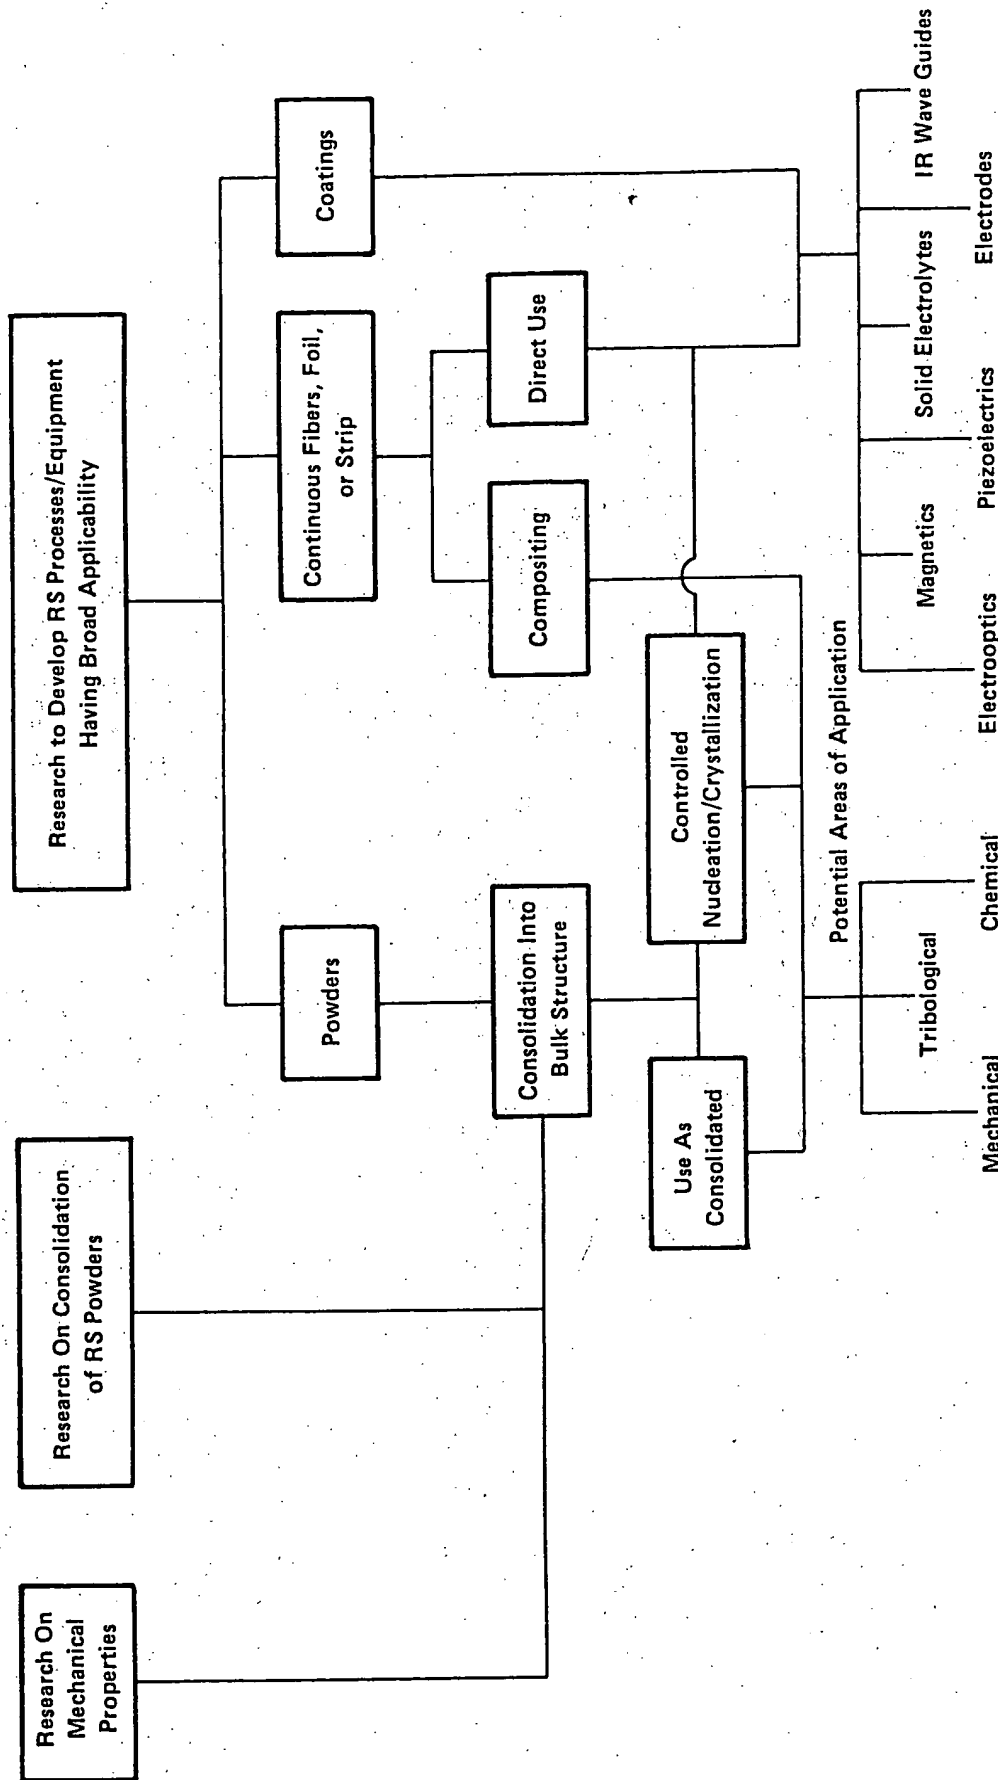 Research On
Mechanical
Properties
Research On Consolidation
of RS Powders
Research to Develop RS Processes/Equipment
Having Broad Applicability
Powders
Continuous Fibers, Foil,
or Strip
Coatings
Consolidation Into
Bulk Structure
Compositing
Direct Use
Use As
Consolidated
Controlled
Nucleation/Crystallization
Potential Areas of Application
Mechanical
Tribological
Chemical
Electrooptics
Magnetics
Piezoelectrics
Solid Electrolytes
Electrodes
IR Wave Guides